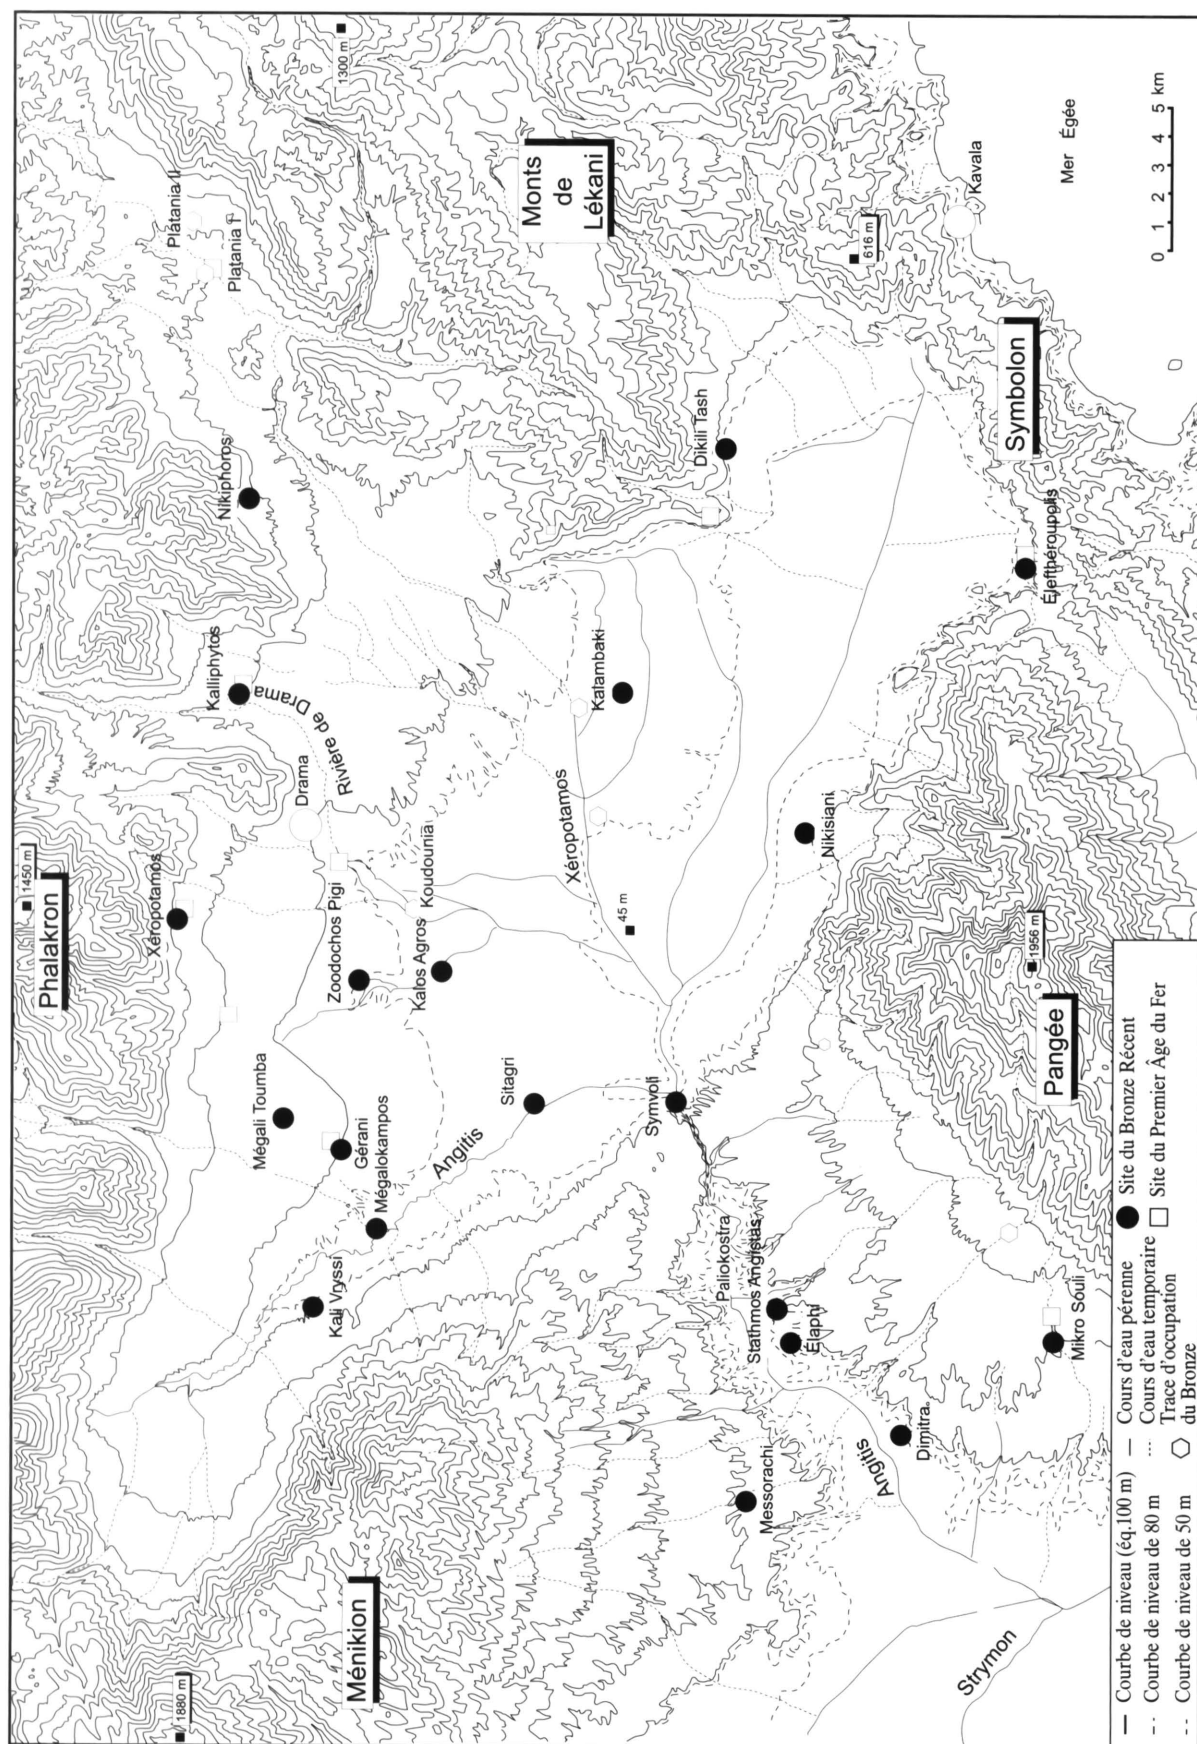 1450 m
Phalakron
Xéropotamos
Platania II
1880 m
Kalliphytos
Nikiphoros
Platania I
Mégali Toumba
Drama
Rivière de Drama
Kali Vryssi
Zoodochos Pigi
1300 m
Ménikion
Gérani
Mégalokampos
Kalos Agros
Koudounia
Angitis
Sitagri
Monts
de
Lékani
Xéropotamos
Kalambaki
45 m
Symvoli
Dikili Tash
Paliokostra
Stathmos Angistas
Messorachi
Élaphi
Nikisiani
616 m
Angitis
Dimitra
Kavala
Strymon
Symbolon
1956 m
Éleftheroupolis
Pangée
Mer Égée
Mikro Souli
0 1 2 3 4 5 km
Courbe de niveau (éq.100 m)
Courbe de niveau de 80 m
Courbe de niveau de 50 m
Cours d'eau pérenne
Cours d'eau temporaire
Trace d'occupation
du Bronze
Site du Bronze Récent
Site du Premier Âge du Fer